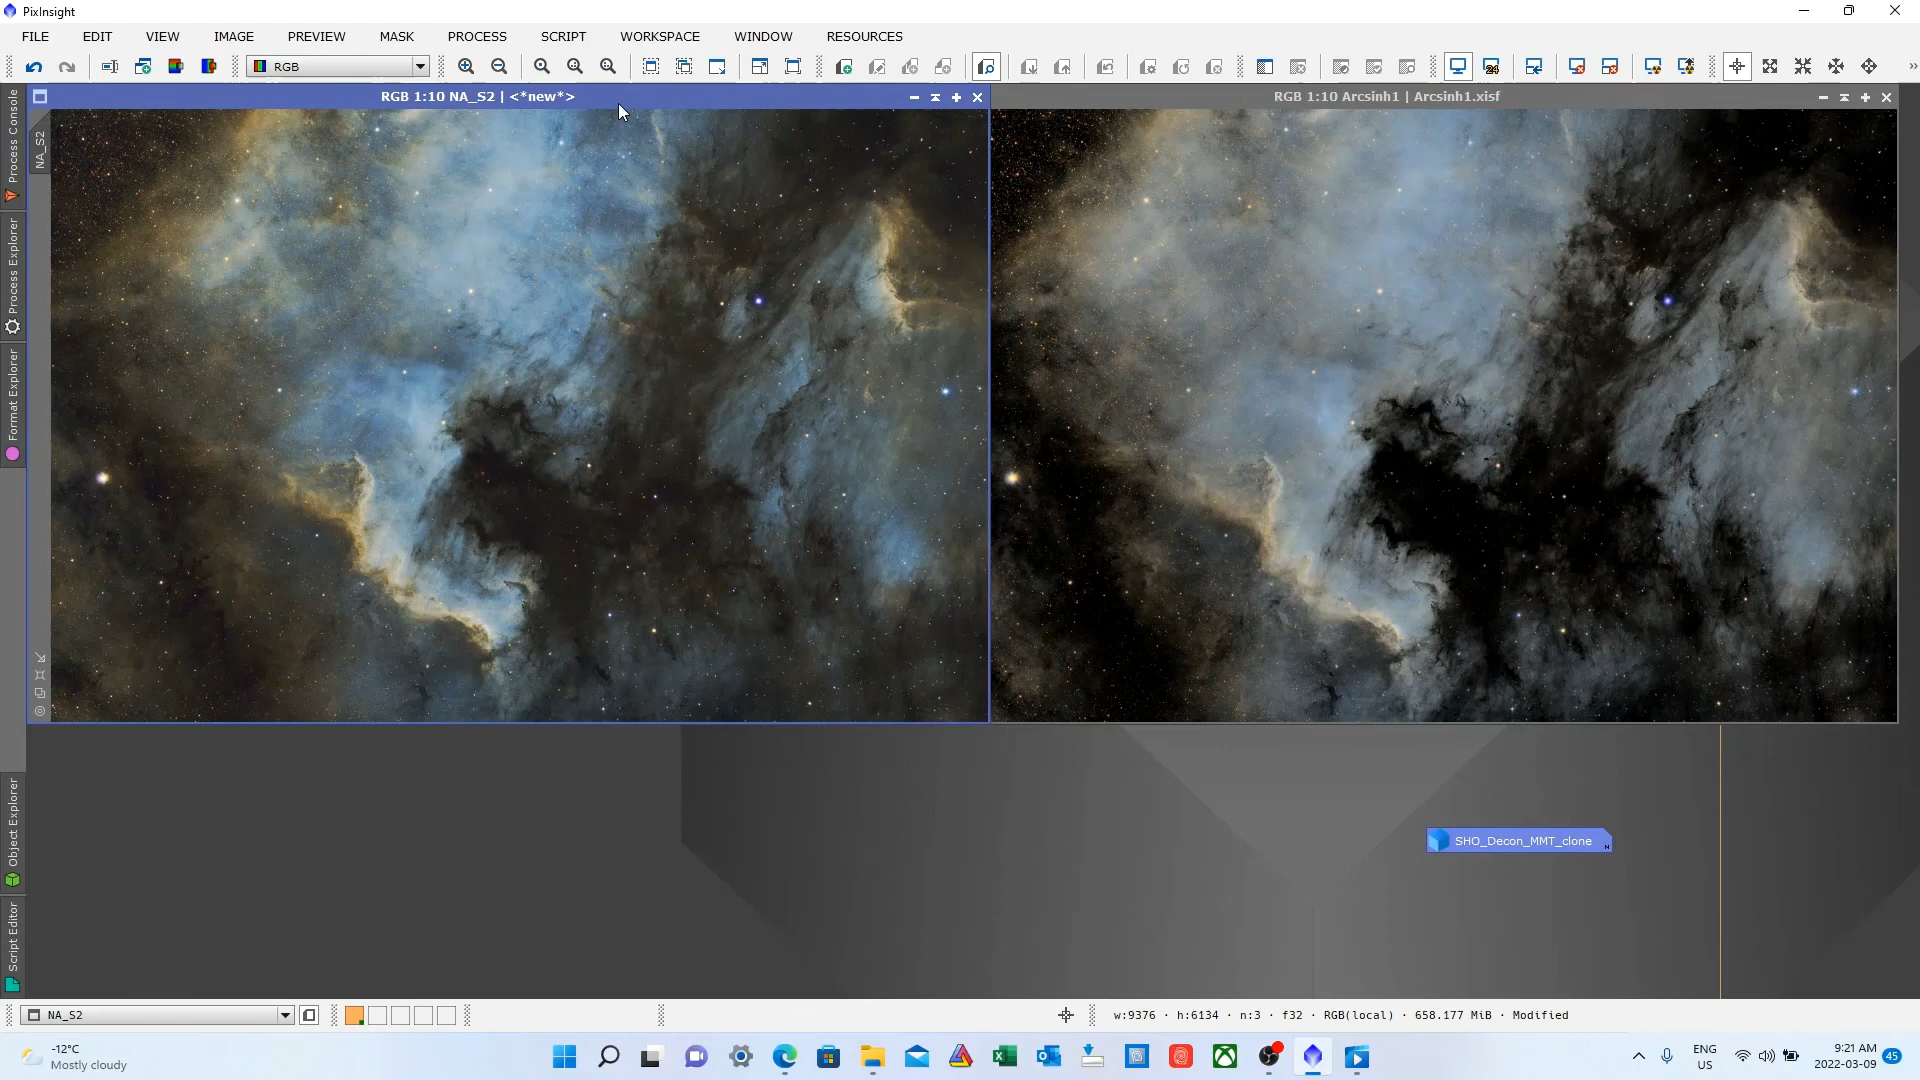 PixInsight
FILE EDIT VIEW IMAGE PREVIEW MASK PROCESS SCRIPT WORKSPACE WINDOW RESOURCES
RGB
24
RGB 1:10 NA_S2 | <*new*>
RGB 1:10 Arcsinh1 | Arcsinh1.xisf
NA_S2
Process Console
Process Explorer
Format Explorer
Object Explorer
Script Editor
SHO_Decon_MMT_clone
N
NA_S2
w:9376 · h:6134 · n:3 · f32 · RGB(local) · 658.177 MiB · Modified
-12°C
Mostly cloudy
ENG
US
9:21 AM
2022-03-09
45